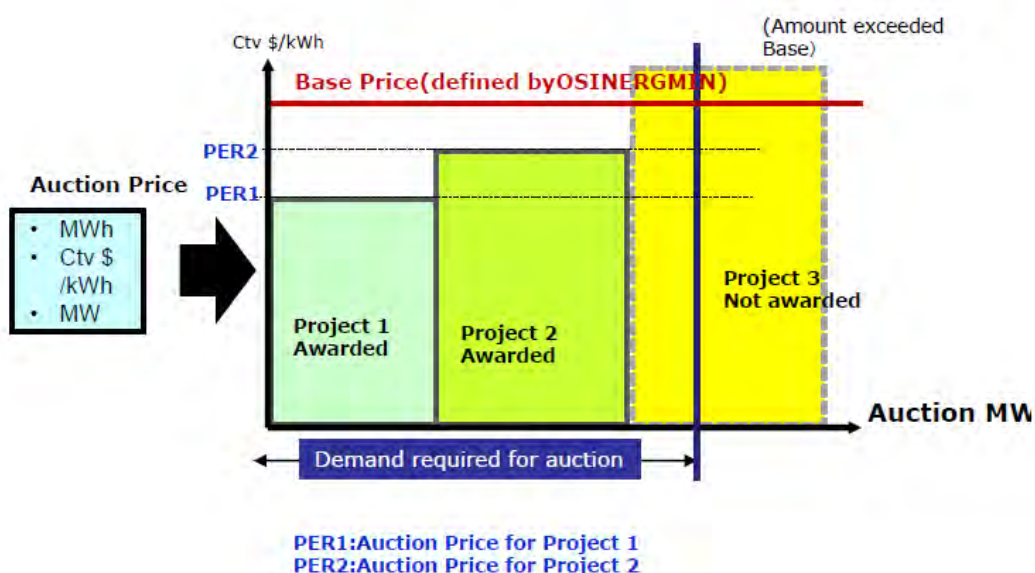 (Amount exceeded
Base)
Ctv $/kWh
Base Price(defined byOSINERGMIN)
PER2
PER1
Auction Price
• MWh
• Ctv $
/kWh
• MW
Project 1
Awarded
Project 2
Awarded
Project 3
Not awarded
Auction MW
Demand required for auction
PER1:Auction Price for Project 1
PER2:Auction Price for Project 2